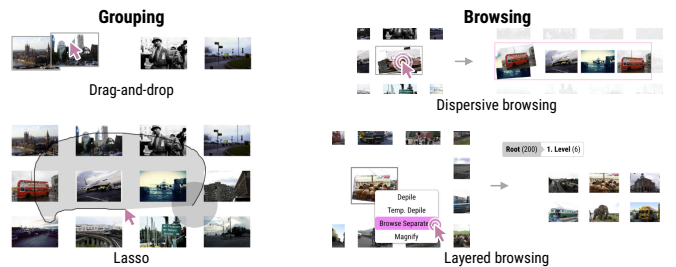 Grouping
Browsing
Drag-and-drop
Dispersive browsing
Root (200) 1. Level (6)
Depile
Temp. Depile
Browse Separate
Magnify
Lasso
Layered browsing